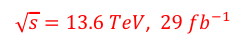 √s = 13.6 TeV, 29 fb⁻¹